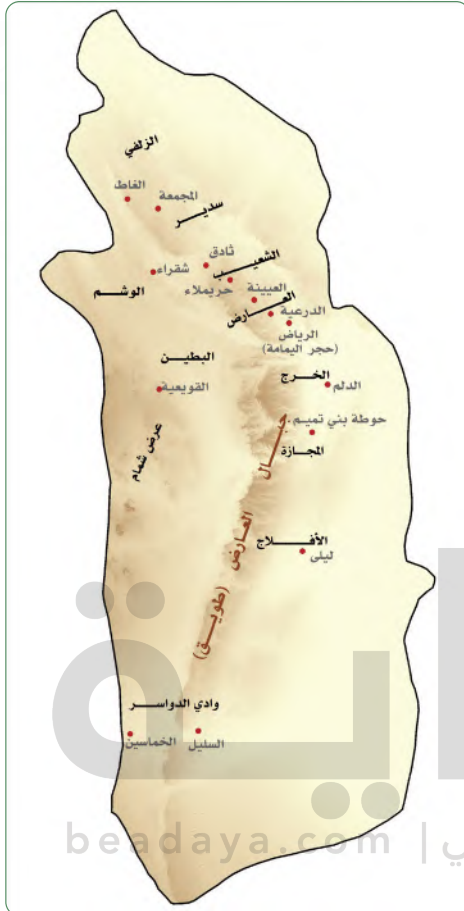 الزلفي
الغاط
المجمعة
سدير
ثادق
الشعيب
شقراء
حريملاء
العيينة
الوشم
العارض
الدرعية
الرياض
(حجر اليمامة)
البطين
الخرج
القويعية
الدلم
حوطة بني تميم
عرض شمام
المجازة
جبال العارض (طويق)
الأفلاج
ليلى
وادي الدواسر
الخماسين
السليل
beadaya.com |